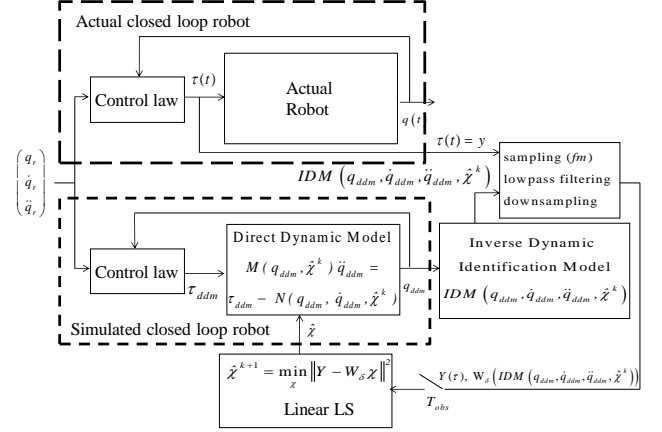 Actual closed loop robot
Control law
τ(t)
Actual
Robot
q(t)
τ(t) = y
(q_r
q̇_r
q̈_r)
IDM (q_ddm, q̇_ddm, q̈_ddm, χ̂^k)
sampling (fm)
lowpass filtering
downsampling
Control law
τ_ddm
Direct Dynamic Model
M(q_ddm, χ̂^k) q̈_ddm =
τ_ddm − N(q_ddm, q̇_ddm, χ̂^k)
q_ddm
Inverse Dynamic
Identification Model
IDM (q_ddm, q̇_ddm, q̈_ddm, χ̂^k)
Simulated closed loop robot
χ̂
χ̂^{k+1} = min_χ ‖Y − W_δ χ‖²
Linear LS
Y(τ), W_δ(IDM(q_ddm, q̇_ddm, q̈_ddm, χ̂^k))
T_obs